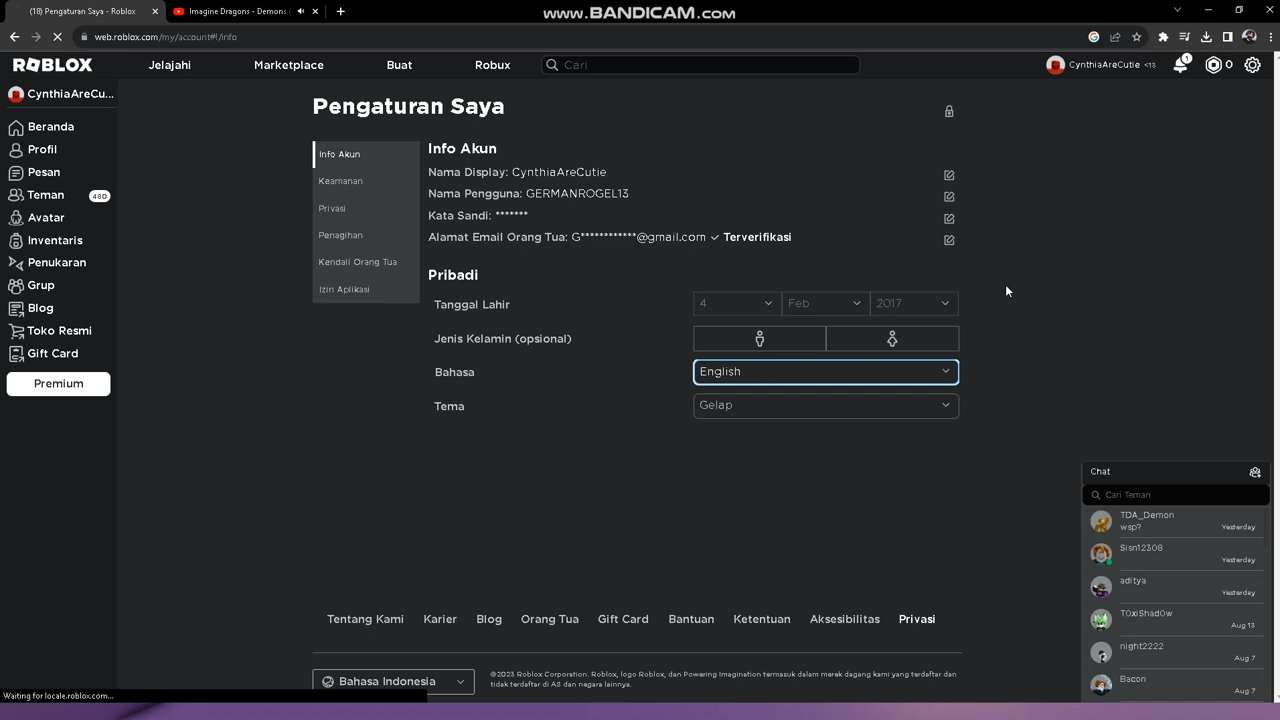 (18) Pengaturan Saya - Roblox
Imagine Dragons - Demons (
www.BANDICAM.com
web.roblox.com/my/account#!/info
ROBLOX
Jelajahi
Marketplace
Buat
Robux
Cari
CynthiaAreCutie <13
1
0
CynthiaAreCu...
Beranda
Profil
Pesan
Teman 480
Avatar
Inventaris
Penukaran
Grup
Blog
Toko Resmi
Gift Card
Premium
Pengaturan Saya
Info Akun
Keamanan
Privasi
Penagihan
Kendali Orang Tua
Izin Aplikasi
Info Akun
Nama Display: CynthiaAreCutie
Nama Pengguna: GERMANROGEL13
Kata Sandi: *******
Alamat Email Orang Tua: G************@gmail.com ✓ Terverifikasi
Pribadi
Tanggal Lahir 4 Feb 2017
Jenis Kelamin (opsional)
Bahasa English
Tema Gelap
Chat
Cari Teman
TDA_Demon
wsp? Yesterday
Sisn12308
Yesterday
aditya
Yesterday
T0xiShad0w
Aug 13
night2222
Aug 7
Bacon
Aug 7
Tentang Kami Karier Blog Orang Tua Gift Card Bantuan Ketentuan Aksesibilitas Privasi
Bahasa Indonesia
©2023 Roblox Corporation. Roblox, logo Roblox, dan Powering Imagination termasuk dalam merek dagang kami yang terdaftar dan
tidak terdaftar di AS dan negara lainnya.
Waiting for locale.roblox.com...